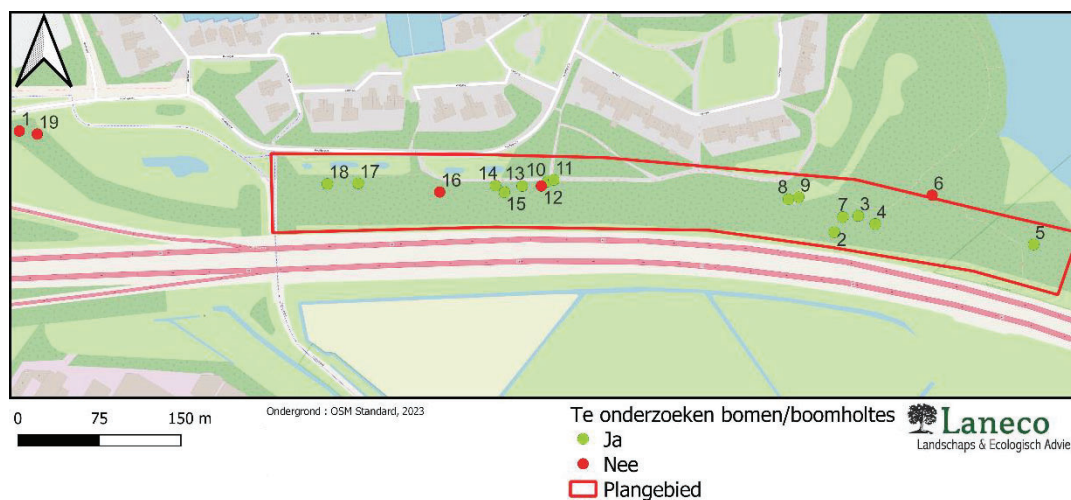 1 19
18 17 14 13 10 11
16 15 12
8 9 6
7 3 4
2 5
0 75 150 m
Ondergrond : OSM Standard, 2023
Te onderzoeken bomen/boomholtes
Ja
Nee
Plangebied
Laneco
Landschaps & Ecologisch Advie